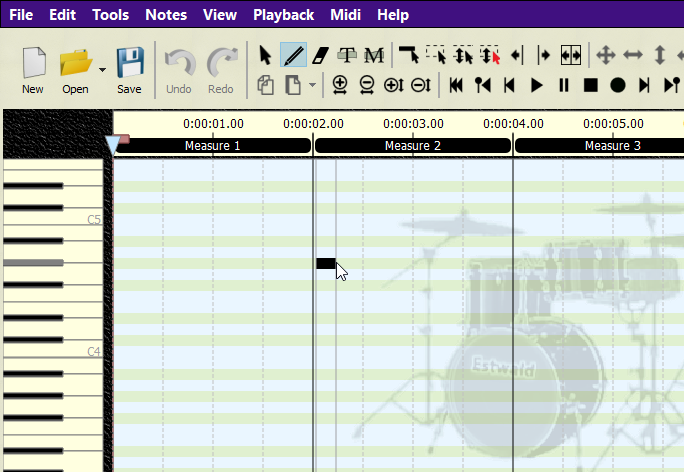 File Edit Tools Notes View Playback Midi Help
T M
New Open Save Undo Redo
0:00:01.00 0:00:02.00 0:00:03.00 0:00:04.00 0:00:05.00
Measure 1 Measure 2 Measure 3
C5
C4
Estwald